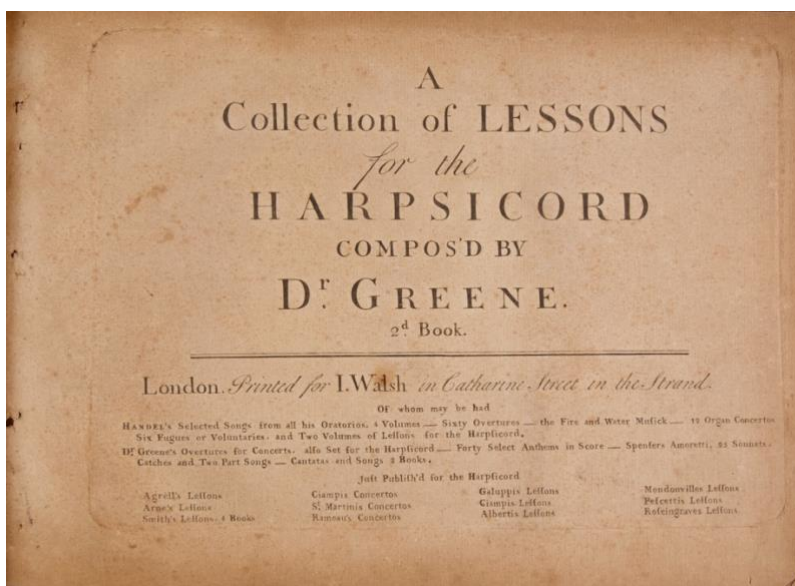 A
Collection of LESSONS
for the
HARPSICORD
COMPOS'D BY
Dr. GREENE.
2d. Book.
London. Printed for I. Walsh in Catharine Street in the Strand.
Of whom may be had
HANDEL's Selected Songs from all his Oratorios, 4 Volumes — Sixty Overtures — the Fire and Water Musick — 12 Organ Concertos
Six Fugues or Voluntaries. and Two Volumes of Leſſons for the Harpſicord.
Dr. Greene's Overtures for Concerts. alſo Set for the Harpſicord — Forty Select Anthems in Score — Spenſers Amoretti, 25 Sonnets.
Catches and Two Part Songs — Cantatas and Songs 2 Books.
Juſt Publiſh'd for the Harpſicord
Agrell's Leſſons Ciampis Concertos Galuppis Leſſons Mondonvilles Leſſons
Arne's Leſſons St. Martinis Concertos Ciampis Leſſons Peſcettis Leſſons
Smith's Leſſons 4 Books Rameau's Concertos Albertis Leſſons Roſeingraves Leſſons